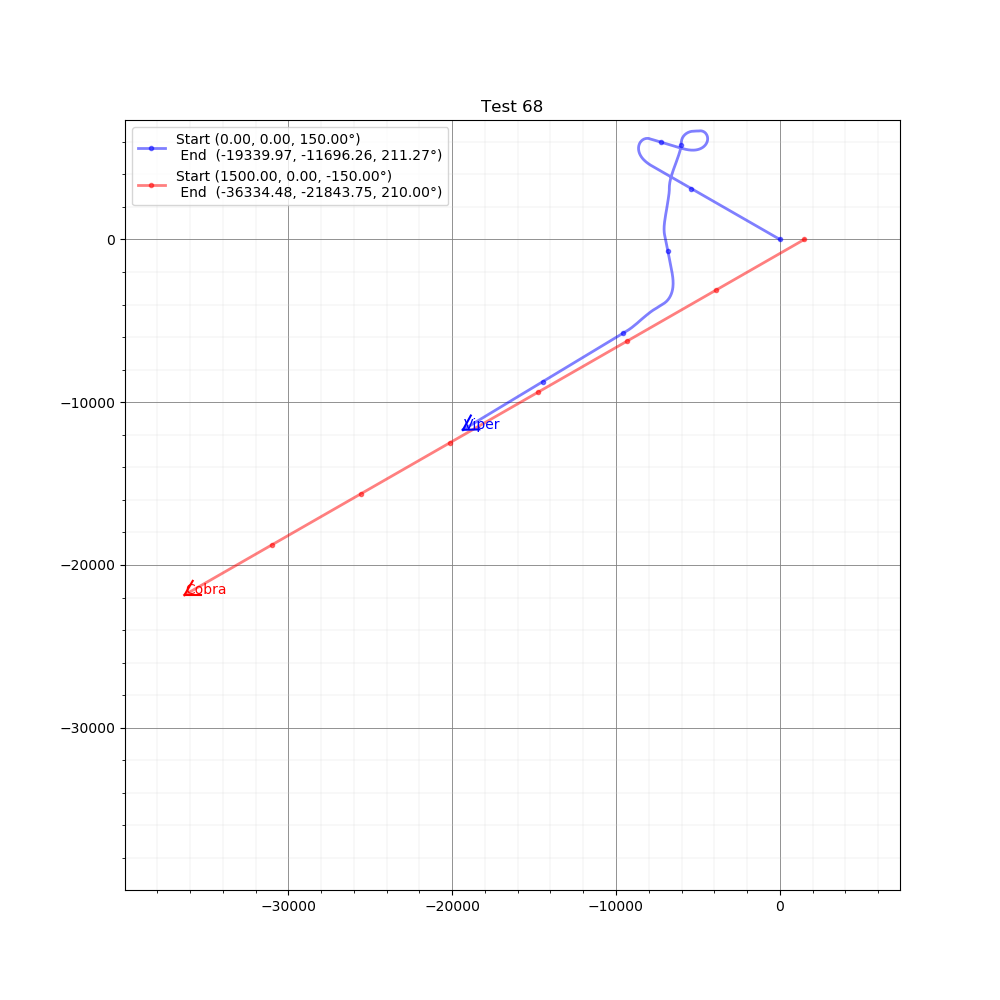 Test 68
Start (0.00, 0.00, 150.00°)
End (-19339.97, -11696.26, 211.27°)
Start (1500.00, 0.00, -150.00°)
End (-36334.48, -21843.75, 210.00°)
0
−10000
−20000
−30000
Viper
Cobra
−30000
−20000
−10000
0